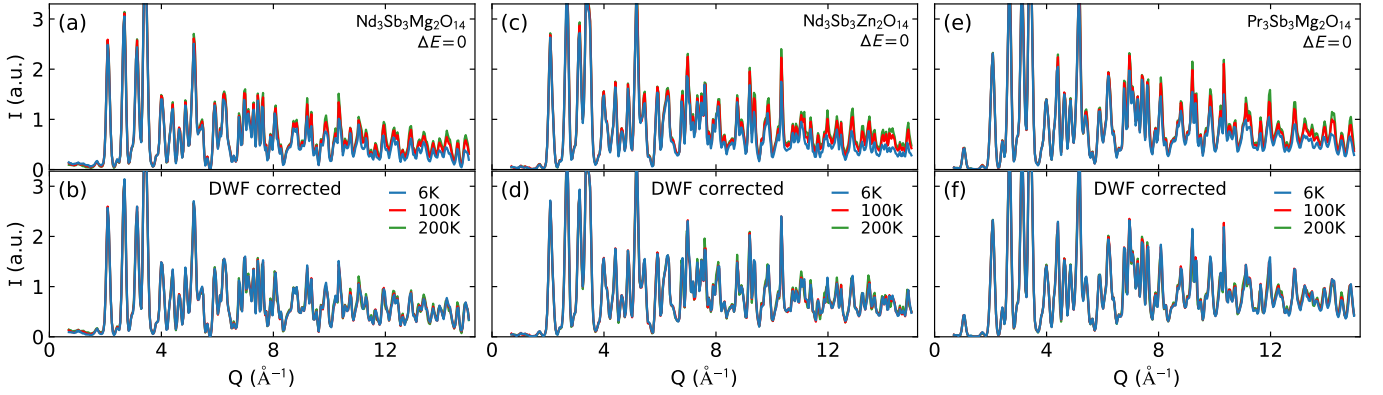 (a)
Nd₃Sb₃Mg₂O₁₄
ΔE=0
I (a.u.)
3
2
1
0
(c)
Nd₃Sb₃Zn₂O₁₄
ΔE=0
(e)
Pr₃Sb₃Mg₂O₁₄
ΔE=0
(b)
DWF corrected
6K
100K
200K
I (a.u.)
3
2
1
0
0
4
8
12
Q (Å⁻¹)
(d)
DWF corrected
6K
100K
200K
0
4
8
12
Q (Å⁻¹)
(f)
DWF corrected
6K
100K
200K
0
4
8
12
Q (Å⁻¹)